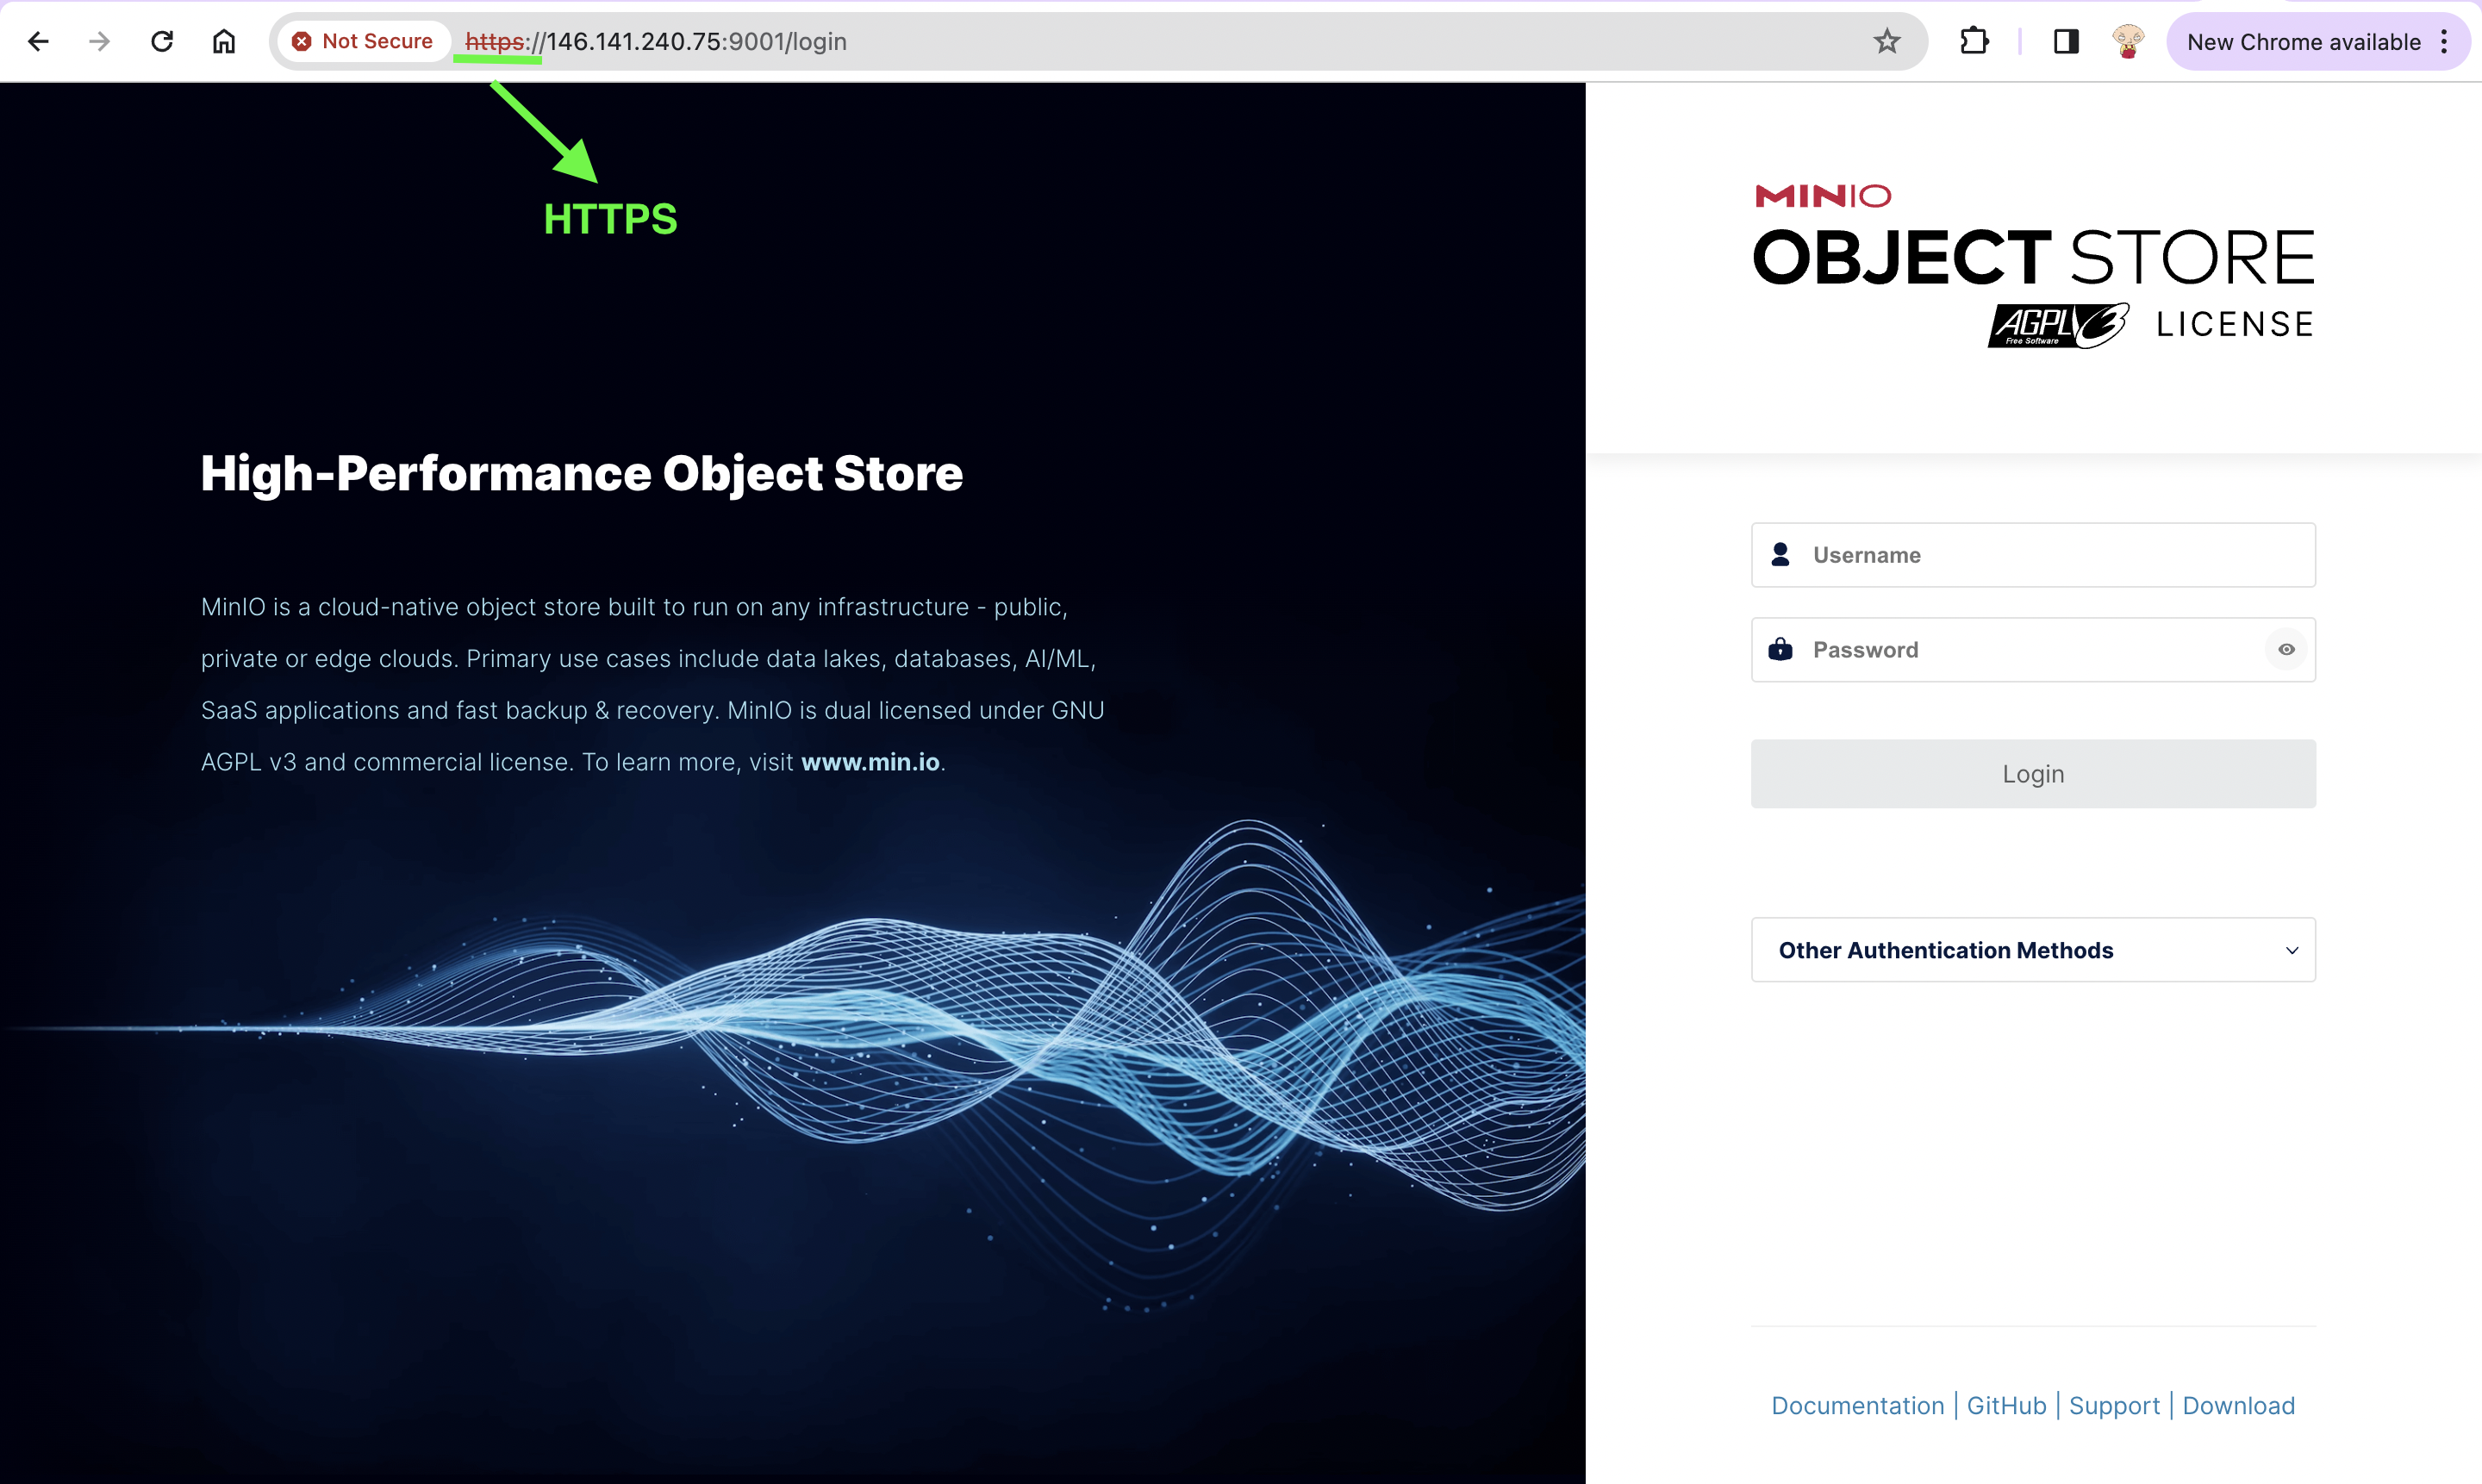 Not Secure https://146.141.240.75:9001/login
New Chrome available
HTTPS
High-Performance Object Store
MinIO is a cloud-native object store built to run on any infrastructure - public,
private or edge clouds. Primary use cases include data lakes, databases, AI/ML,
SaaS applications and fast backup & recovery. MinIO is dual licensed under GNU
AGPL v3 and commercial license. To learn more, visit www.min.io.
MINIO
OBJECT STORE
AGPLv3 LICENSE
Free Software
Username
Password
Login
Other Authentication Methods
Documentation | GitHub | Support | Download